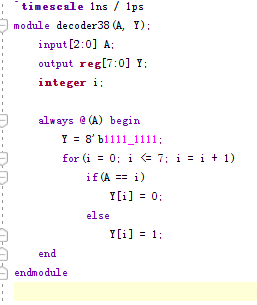 `timescale 1ns / 1ps
module decoder38(A, Y);
input[2:0] A;
output reg[7:0] Y;
integer i;
always @(A) begin
Y = 8'b1111_1111;
for(i = 0; i <= 7; i = i + 1)
if(A == i)
Y[i] = 0;
else
Y[i] = 1;
end
endmodule